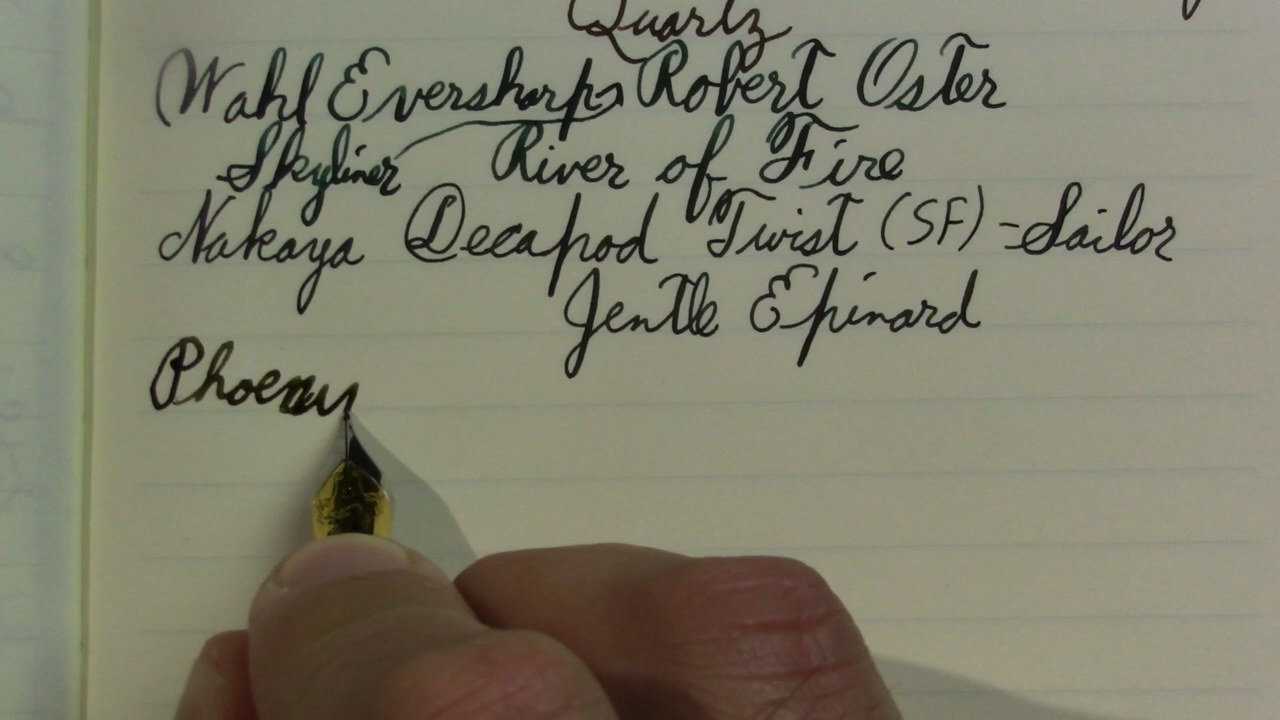 Quartz
Wahl Eversharp Robert Oster
Skyliner River of Fire
Nakaya Decapod Twist (SF) - Sailor
Jentle Epinard